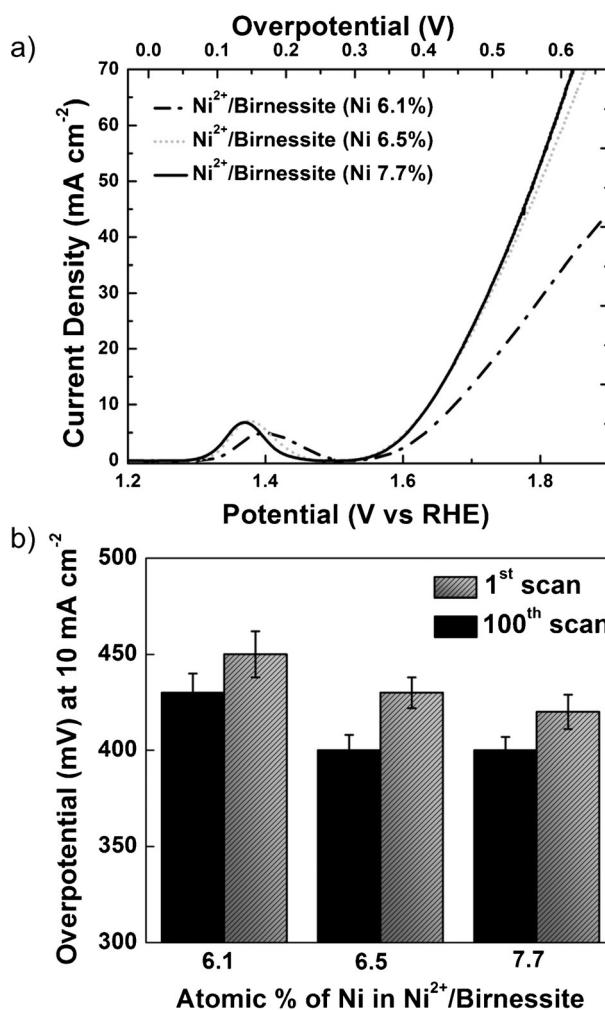 a)
Overpotential (V)
0.0 0.1 0.2 0.3 0.4 0.5 0.6
70
60
50
40
30
20
10
0
Current Density (mA cm⁻²)
Ni²⁺/Birnessite (Ni 6.1%)
Ni²⁺/Birnessite (Ni 6.5%)
Ni²⁺/Birnessite (Ni 7.7%)
1.2 1.4 1.6 1.8
Potential (V vs RHE)
b)
500
450
400
350
300
Overpotential (mV) at 10 mA cm⁻²
1ˢᵗ scan
100ᵗʰ scan
6.1 6.5 7.7
Atomic % of Ni in Ni²⁺/Birnessite